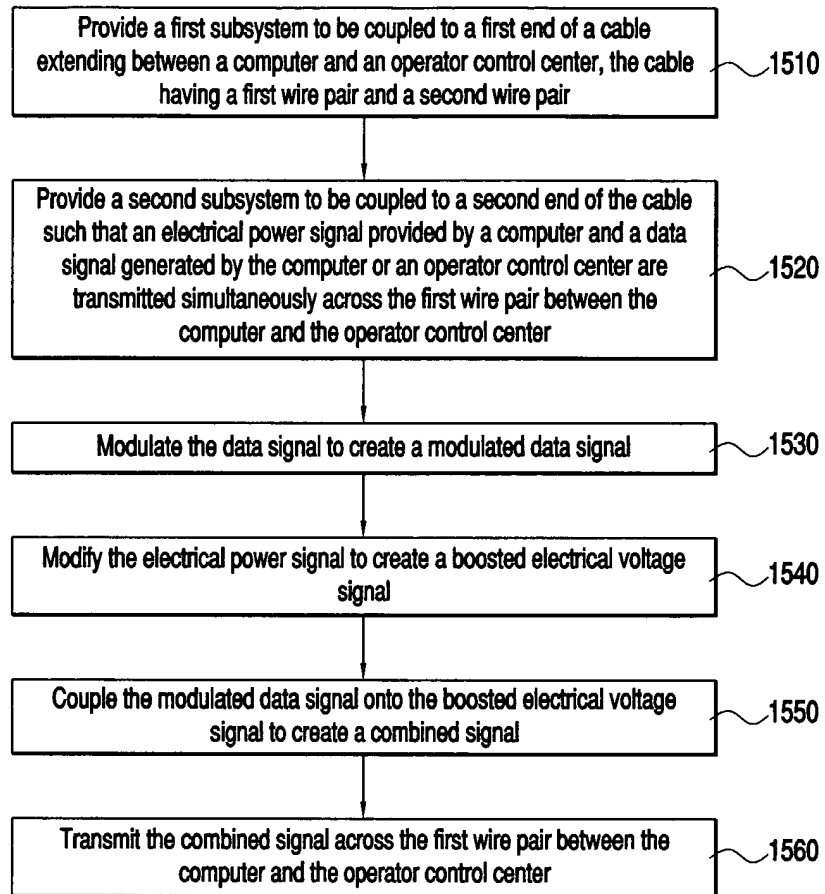 Provide a first subsystem to be coupled to a first end of a cable
extending between a computer and an operator control center, the cable
having a first wire pair and a second wire pair
1510
Provide a second subsystem to be coupled to a second end of the cable
such that an electrical power signal provided by a computer and a data
signal generated by the computer or an operator control center are
transmitted simultaneously across the first wire pair between the
computer and the operator control center
1520
Modulate the data signal to create a modulated data signal
1530
Modify the electrical power signal to create a boosted electrical voltage
signal
1540
Couple the modulated data signal onto the boosted electrical voltage
signal to create a combined signal
1550
Transmit the combined signal across the first wire pair between the
computer and the operator control center
1560